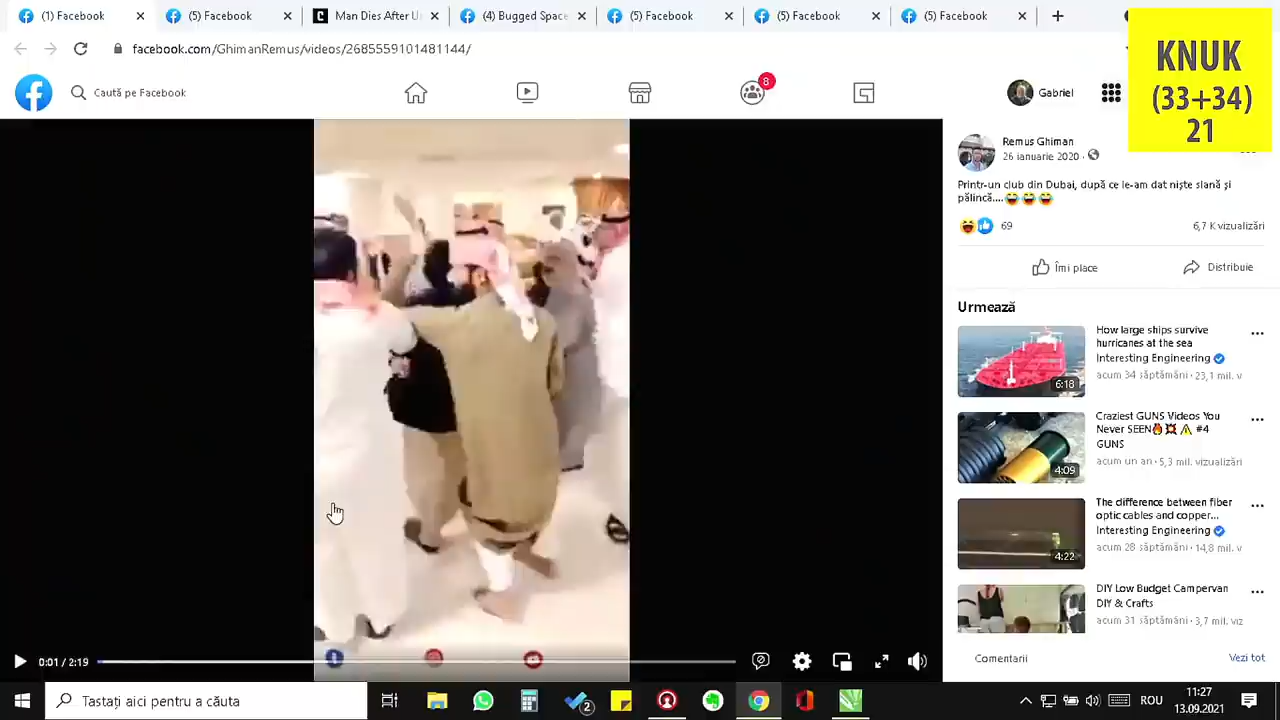 (1) Facebook
(5) Facebook
Man Dies After U
(4) Bugged Space
(5) Facebook
(5) Facebook
(5) Facebook
facebook.com/GhimanRemus/videos/2685559101481144/
KNUK
(33+34)
21
Caută pe Facebook
8
Gabriel
Remus Ghiman
26 ianuarie 2020
Printr-un club din Dubai, după ce le-am dat niște slană și
pălincă....
69
6,7 K vizualizări
Îmi place
Distribuie
Urmează
How large ships survive
hurricanes at the sea
Interesting Engineering
acum 34 săptămâni · 23,1 mil. v
6:18
Craziest GUNS Videos You
Never SEEN #4
GUNS
acum un an · 5,3 mil. vizualizări
4:09
The difference between fiber
optic cables and copper...
Interesting Engineering
acum 28 săptămâni · 14,8 mil. v
4:22
DIY Low Budget Campervan
DIY & Crafts
acum 31 săptămâni · 3,7 mil. viz
0:01 / 2:19
Comentarii
Vezi tot
Tastați aici pentru a căuta
2
ROU
11:27
13.09.2021